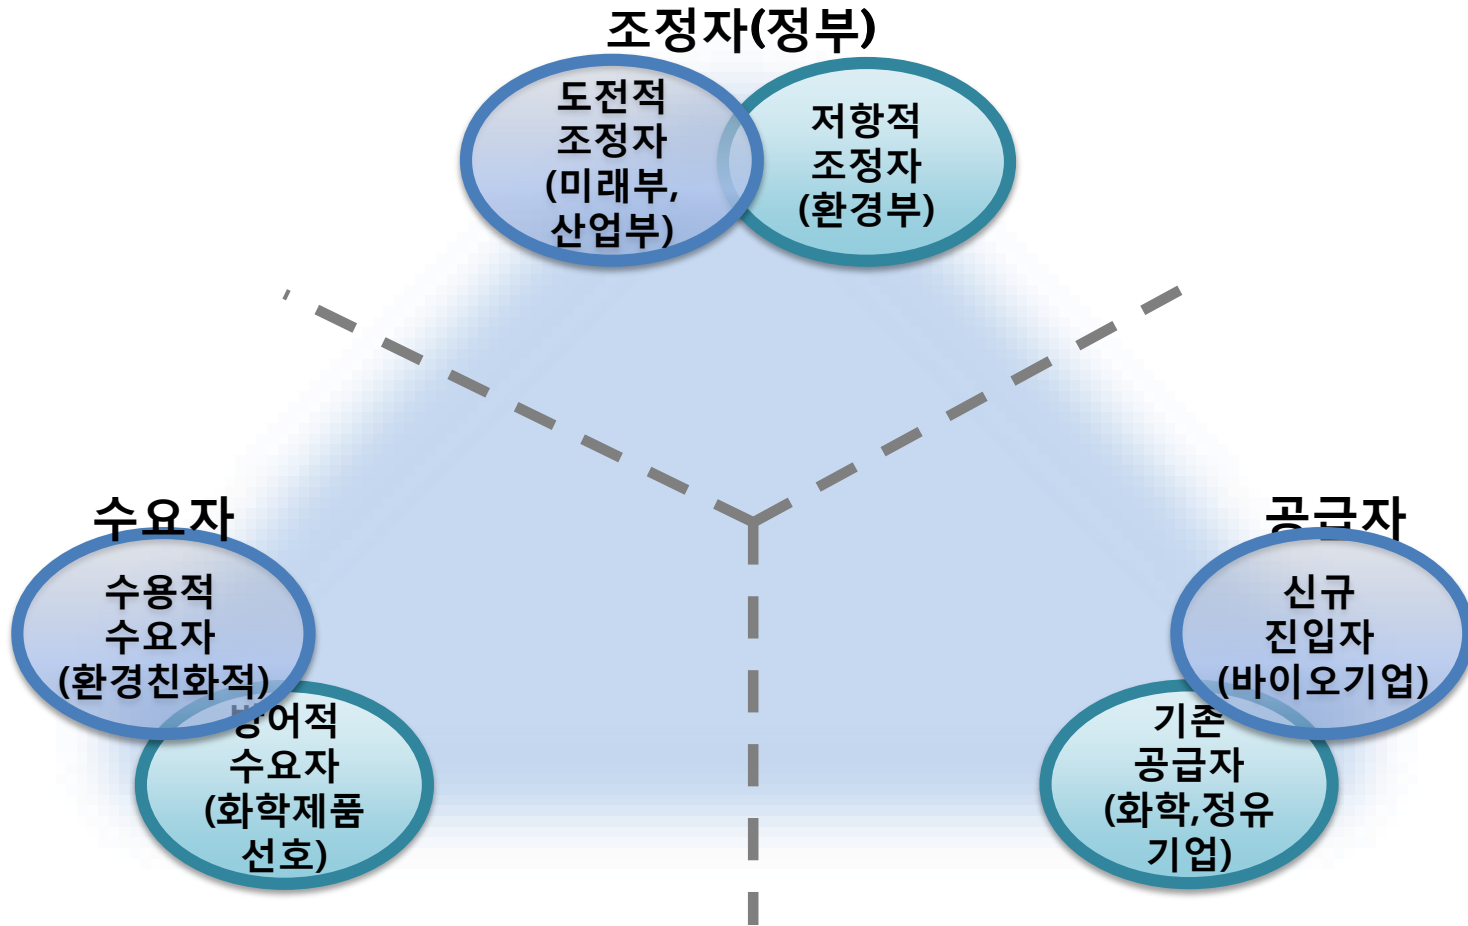 조정자(정부)
도전적
조정자
(미래부,
산업부)
저항적
조정자
(환경부)
수요자
수용적
수요자
(환경친화적)
방어적
수요자
(화학제품
선호)
공급자
신규
진입자
(바이오기업)
기존
공급자
(화학,정유
기업)